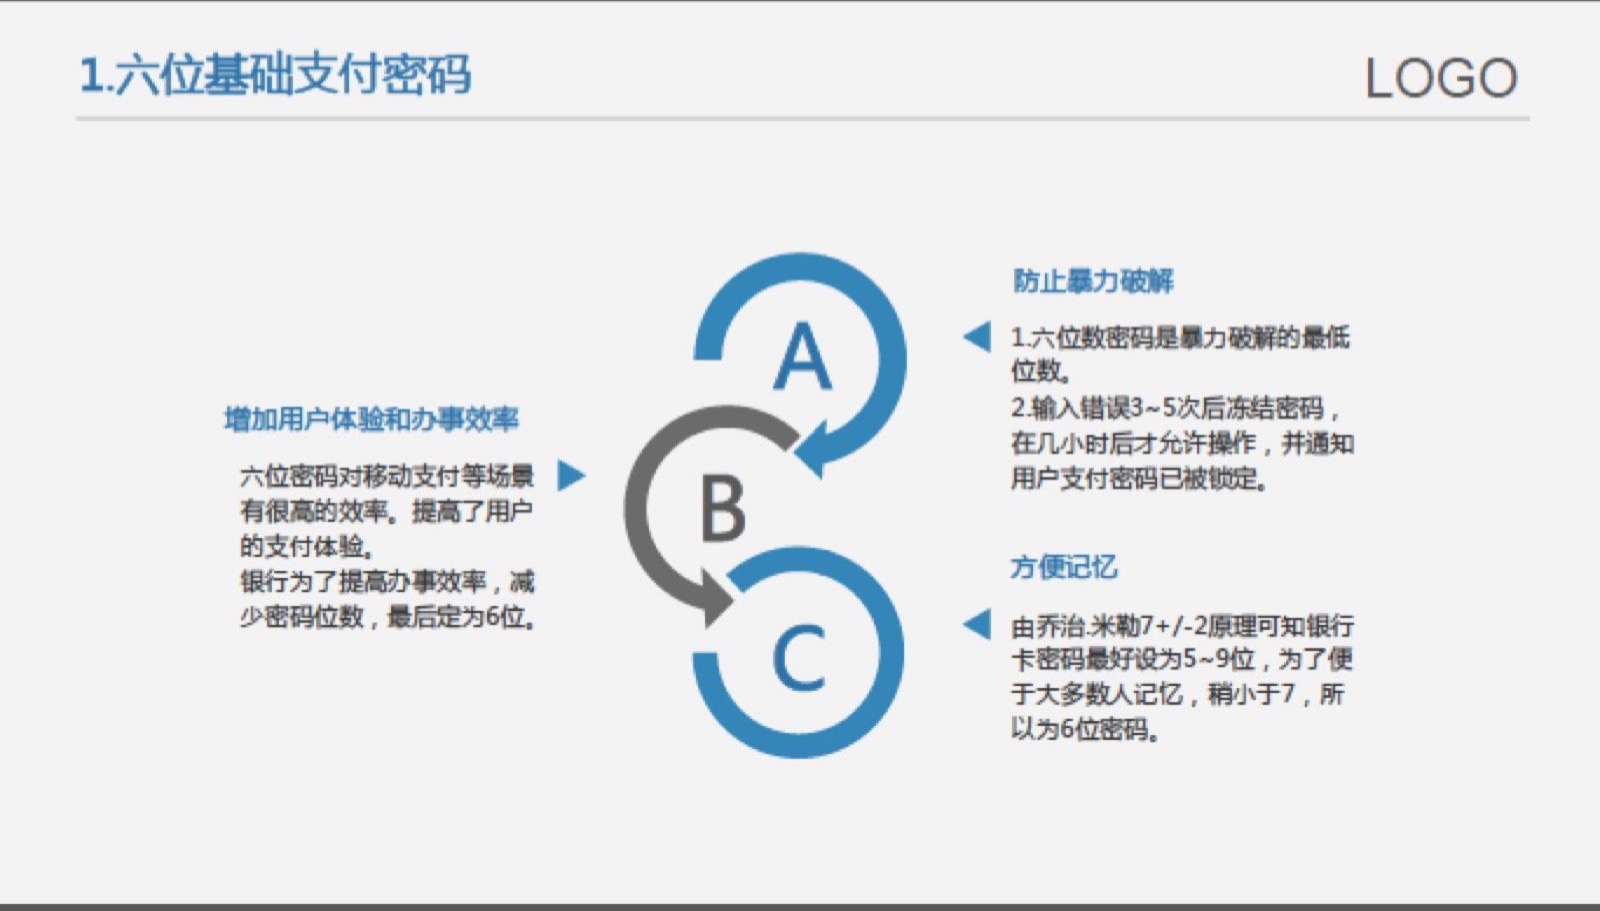 1.六位基础支付密码
LOGO
A
防止暴力破解
1.六位数密码是暴力破解的最低
位数。
2.输入错误3~5次后冻结密码，
在几小时后才允许操作，并通知
用户支付密码已被锁定。
增加用户体验和办事效率
六位密码对移动支付等场景
有很高的效率。提高了用户
的支付体验。
银行为了提高办事效率，减
少密码位数，最后定为6位。
B
C
方便记忆
由乔治.米勒7+/-2原理可知银行
卡密码最好设为5~9位，为了便
于大多数人记忆，稍小于7，所
以为6位密码。